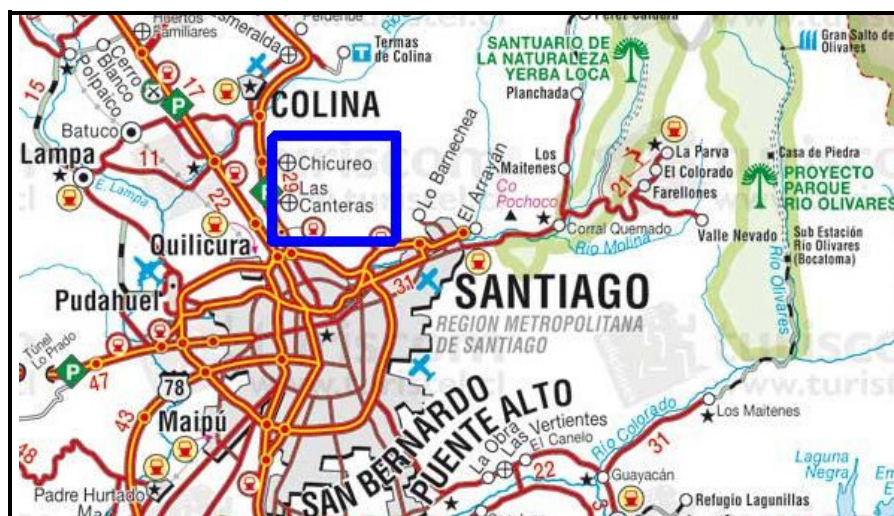 Huertos
Familiares
Esmeralda
Peldehue
Termas
de Colina
SANTUARIO DE
LA NATURALEZA
YERBA LOCA
Planchada
Gran Salto de
Olivares
Cerro
Blanco
Polpaico
15
17
COLINA
Batuco
Lampa
11
E. Lampa
22
29
Chicureo
Las
Canteras
Lo Barnechea
El Arrayán
Los
Maitenes
Co
Pochoco
21
La Parva
El Colorado
Farellones
Casa de Piedra
PROYECTO
PARQUE
RIO OLIVARES
Corral Quemado
Río Molina
Valle Nevado
Sub Estación
Rio Olivares
(Bocatoma)
Río Olivares
Quilicura
Pudahuel
31
SANTIAGO
REGION METROPOLITANA
DE SANTIAGO
Túnel
Lo Prado
47
78
43
Maipú
SAN BERNARDO
PUENTE ALTO
La Obra
Las Vertientes
El Canelo
22
Río Colorado
31
Los Maitenes
Guayacán
Refugio Lagunillas
Laguna
Negra
48
Padre Hurtado